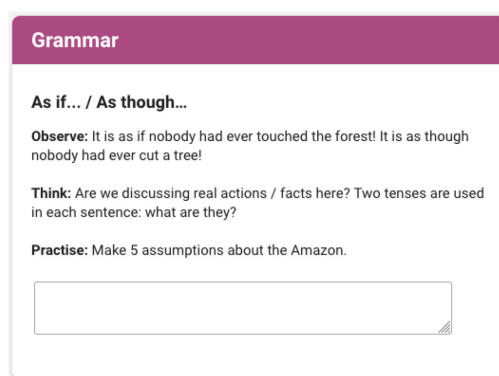 Grammar
As if... / As though...
Observe: It is as if nobody had ever touched the forest! It is as though
nobody had ever cut a tree!
Think: Are we discussing real actions / facts here? Two tenses are used
in each sentence: what are they?
Practise: Make 5 assumptions about the Amazon.